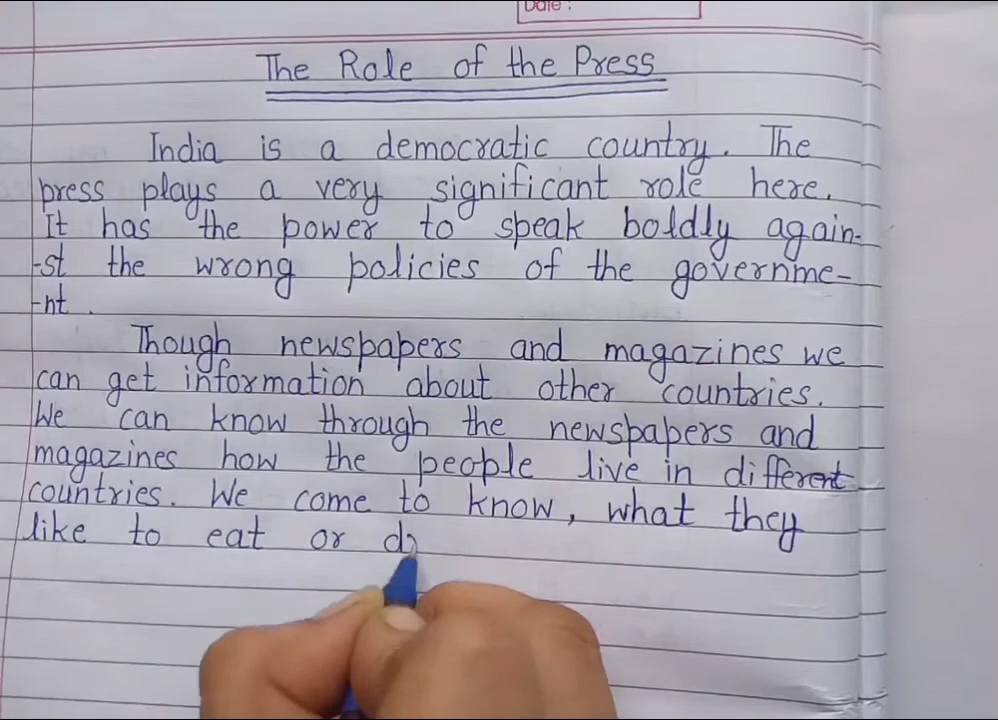 Date :
The Role of the Press
India is a democratic country. The
press plays a very significant role here.
It has the power to speak boldly again-
-st the wrong policies of the governme-
-nt.
Though newspapers and magazines we
can get information about other countries.
We can know through the newspapers and
magazines how the people live in different
countries. We come to know, what they
like to eat or